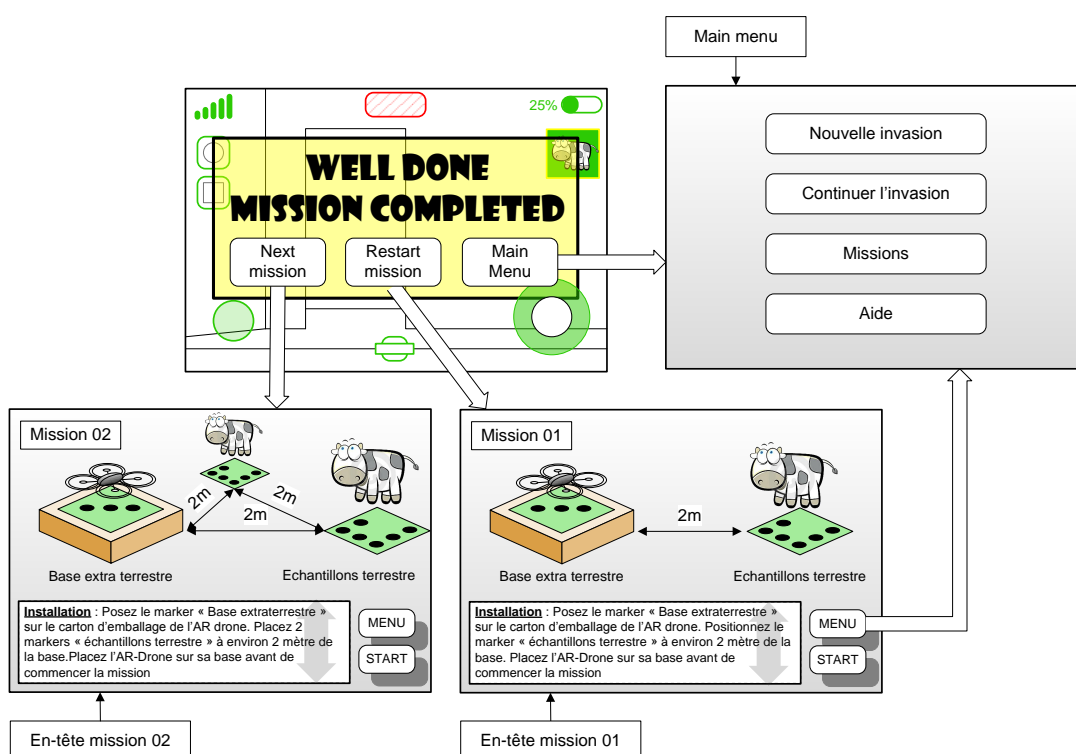 Main menu
25%
WELL DONE
MISSION COMPLETED
Next
mission
Restart
mission
Main
Menu
Nouvelle invasion
Continuer l'invasion
Missions
Aide
Mission 02
2m
2m
2m
Base extra terrestre
Echantillons terrestre
Installation : Posez le marker « Base extraterrestre »
sur le carton d'emballage de l'AR drone. Placez 2
markers « échantillons terrestre » à environ 2 mètre de
la base.Placez l'AR-Drone sur sa base avant de
commencer la mission
MENU
START
En-tête mission 02
Mission 01
2m
Base extra terrestre
Echantillons terrestre
Installation : Posez le marker « Base extraterrestre »
sur le carton d'emballage de l'AR drone. Positionnez le
marker « échantillons terrestre » à environ 2 mètre de la
base. Placez l'AR-Drone sur sa base avant de
commencer la mission
MENU
START
En-tête mission 01